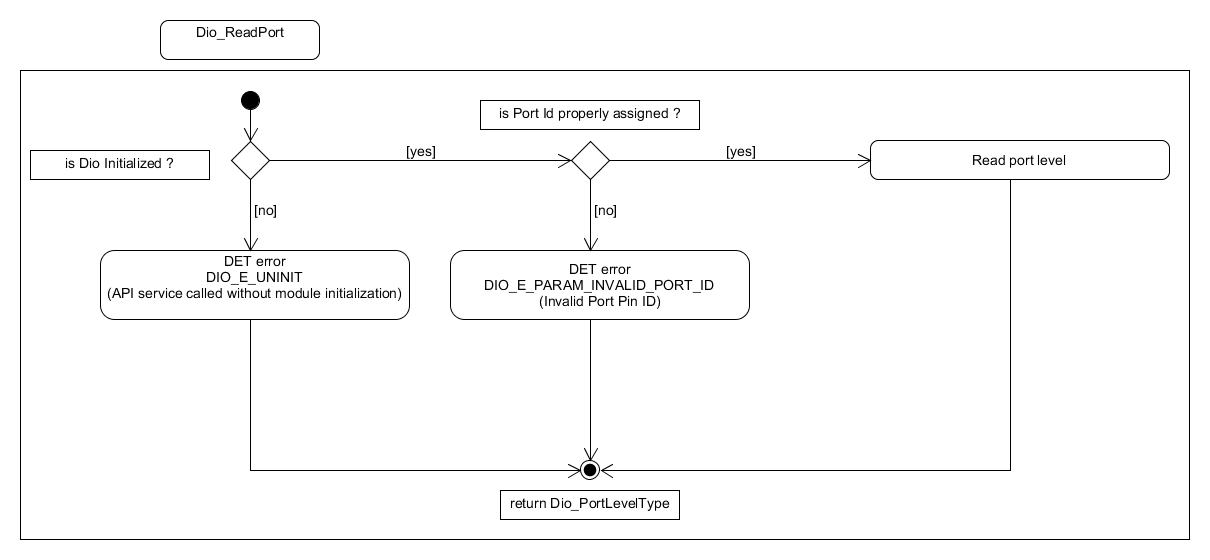 Dio_ReadPort
is Port Id properly assigned ?
is Dio Initialized ?
[yes]
[yes]
Read port level
[no]
[no]
DET error
DIO_E_UNINIT
(API service called without module initialization)
DET error
DIO_E_PARAM_INVALID_PORT_ID
(Invalid Port Pin ID)
return Dio_PortLevelType